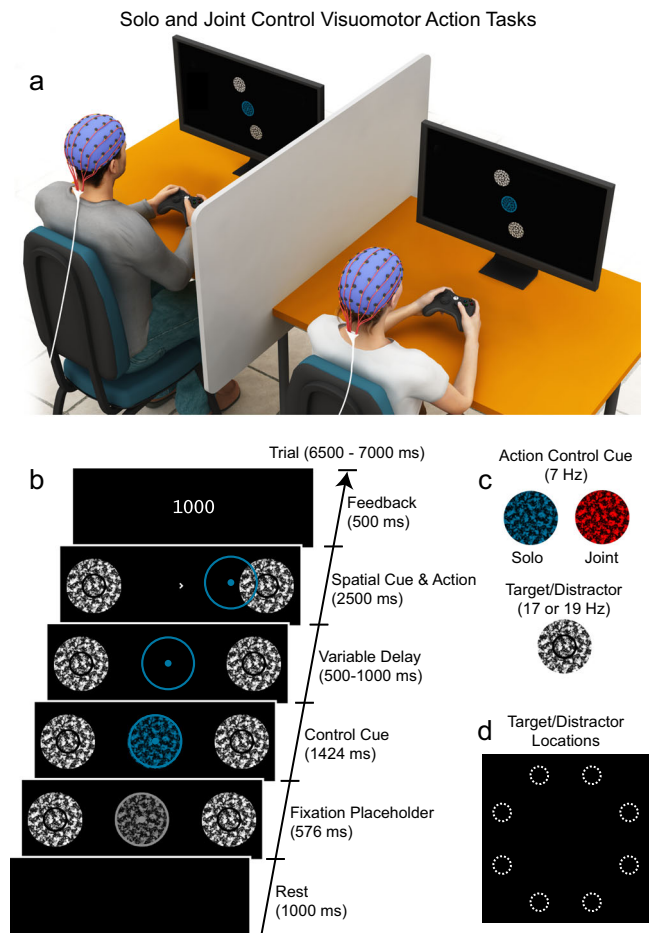 Solo and Joint Control Visuomotor Action Tasks
a
b
Trial (6500 - 7000 ms)
1000
Feedback
(500 ms)
Spatial Cue & Action
(2500 ms)
Variable Delay
(500-1000 ms)
Control Cue
(1424 ms)
Fixation Placeholder
(576 ms)
Rest
(1000 ms)
c
Action Control Cue
(7 Hz)
Solo
Joint
Target/Distractor
(17 or 19 Hz)
d
Target/Distractor
Locations